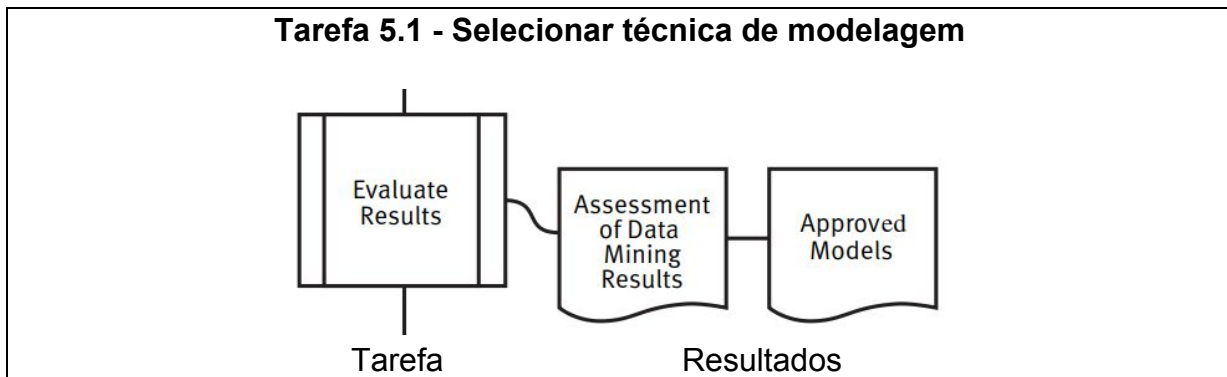 Tarefa 5.1 - Selecionar técnica de modelagem
Evaluate
Results
Assessment
of Data
Mining
Results
Approved
Models
Tarefa
Resultados